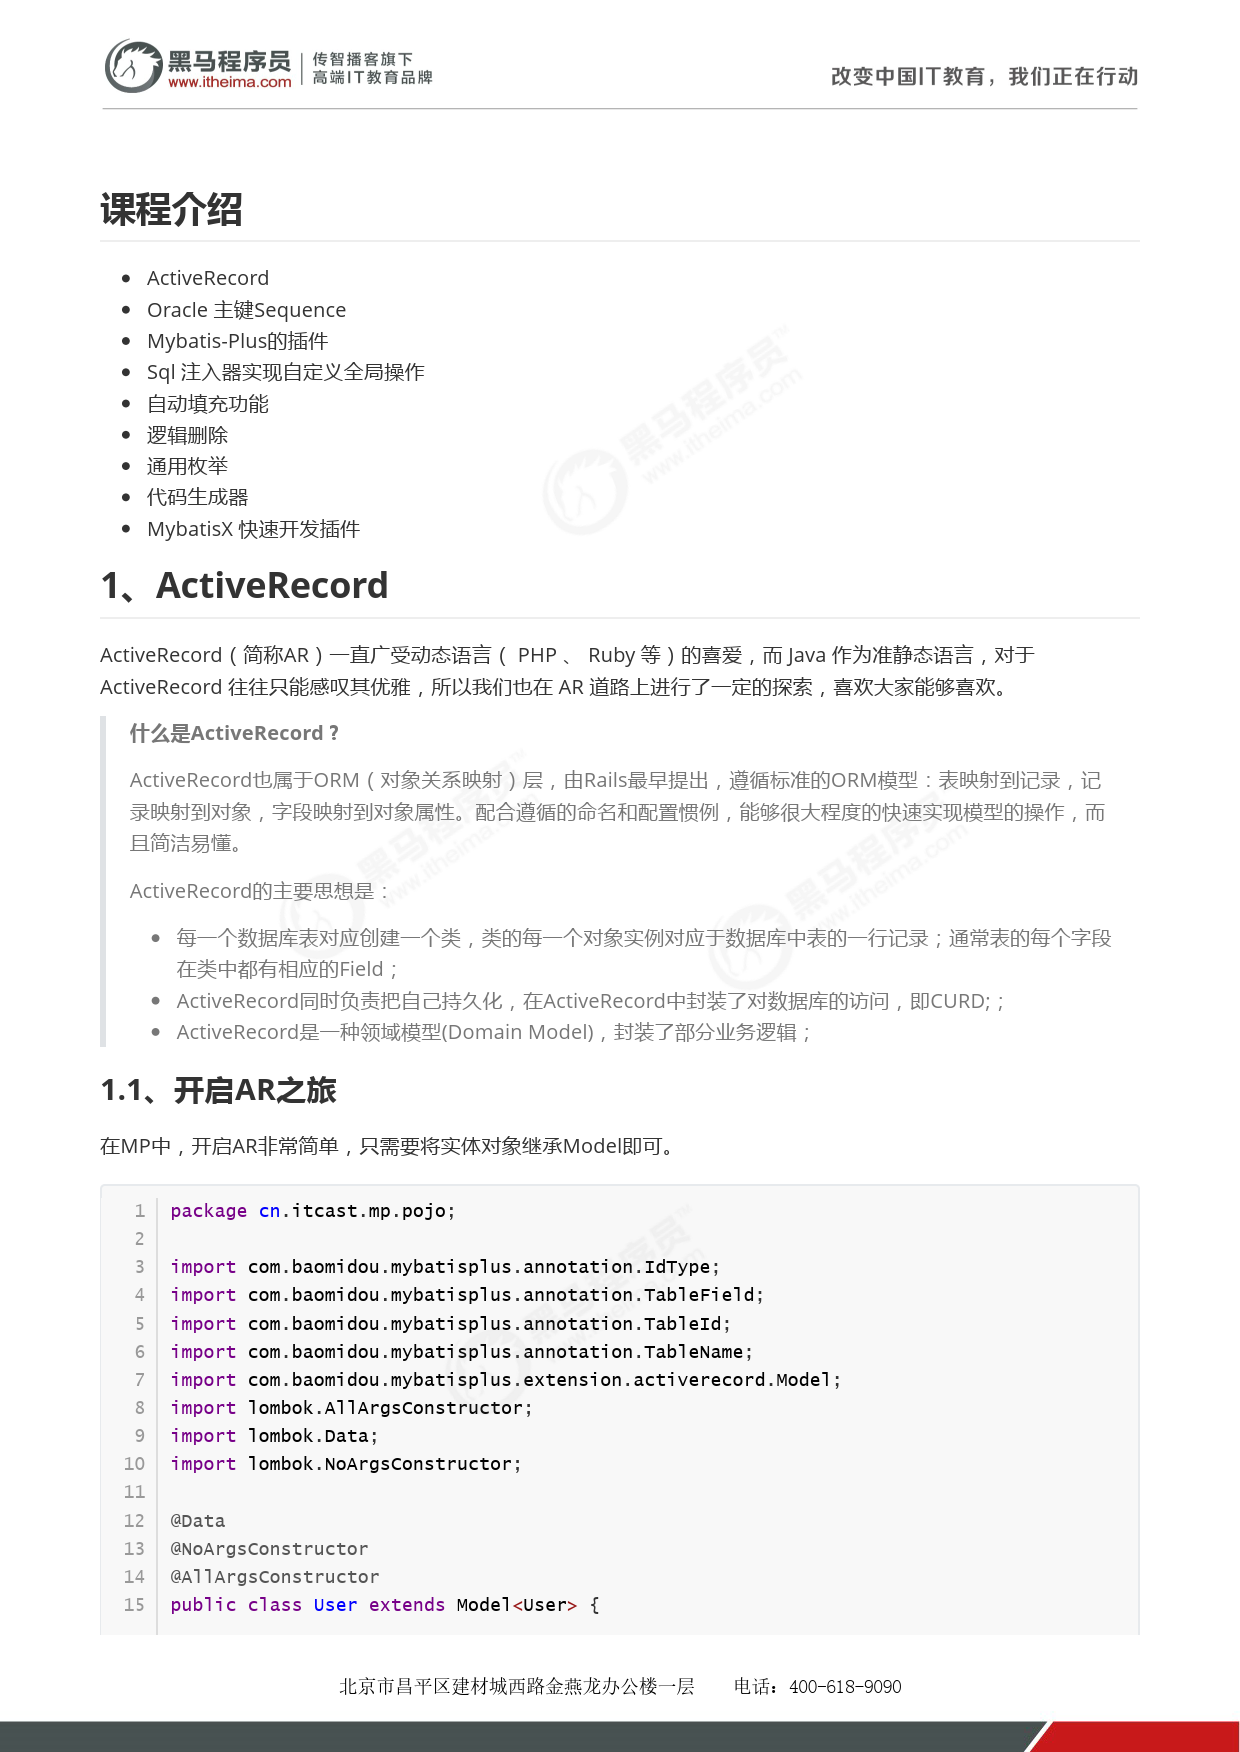 黑马程序员
www.itheima.com
传智播客旗下
高端IT教育品牌
改变中国IT教育，我们正在行动
课程介绍
ActiveRecord
Oracle 主键Sequence
Mybatis-Plus的插件
Sql 注入器实现自定义全局操作
自动填充功能
逻辑删除
通用枚举
代码生成器
MybatisX 快速开发插件
1、ActiveRecord
ActiveRecord（简称AR）一直广受动态语言（ PHP 、 Ruby 等）的喜爱，而 Java 作为准静态语言，对于
ActiveRecord 往往只能感叹其优雅，所以我们也在 AR 道路上进行了一定的探索，喜欢大家能够喜欢。
什么是ActiveRecord？
ActiveRecord也属于ORM（对象关系映射）层，由Rails最早提出，遵循标准的ORM模型：表映射到记录，记
录映射到对象，字段映射到对象属性。配合遵循的命名和配置惯例，能够很大程度的快速实现模型的操作，而
且简洁易懂。
ActiveRecord的主要思想是：
每一个数据库表对应创建一个类，类的每一个对象实例对应于数据库中表的一行记录；通常表的每个字段
在类中都有相应的Field；
ActiveRecord同时负责把自己持久化，在ActiveRecord中封装了对数据库的访问，即CURD;；
ActiveRecord是一种领域模型(Domain Model)，封装了部分业务逻辑；
1.1、开启AR之旅
在MP中，开启AR非常简单，只需要将实体对象继承Model即可。
1 package cn.itcast.mp.pojo;
2
3 import com.baomidou.mybatisplus.annotation.IdType;
4 import com.baomidou.mybatisplus.annotation.TableField;
5 import com.baomidou.mybatisplus.annotation.TableId;
6 import com.baomidou.mybatisplus.annotation.TableName;
7 import com.baomidou.mybatisplus.extension.activerecord.Model;
8 import lombok.AllArgsConstructor;
9 import lombok.Data;
10 import lombok.NoArgsConstructor;
11
12 @Data
13 @NoArgsConstructor
14 @AllArgsConstructor
15 public class User extends Model<User> {
北京市昌平区建材城西路金燕龙办公楼一层 电话：400-618-9090